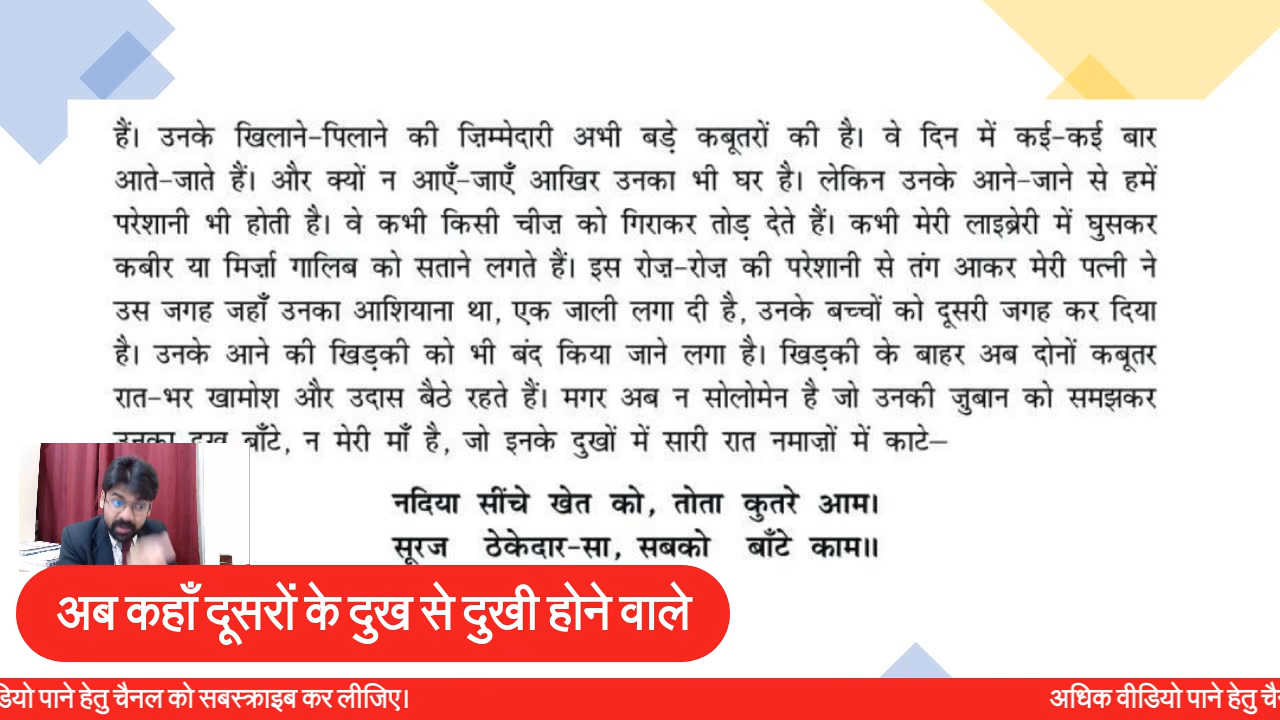 हैं। उनके खिलाने-पिलाने की ज़िम्मेदारी अभी बड़े कबूतरों की है। वे दिन में कई-कई बार
आते-जाते हैं। और क्यों न आएँ-जाएँ आखिर उनका भी घर है। लेकिन उनके आने-जाने से हमें
परेशानी भी होती है। वे कभी किसी चीज़ को गिराकर तोड़ देते हैं। कभी मेरी लाइब्रेरी में घुसकर
कबीर या मिर्ज़ा गालिब को सताने लगते हैं। इस रोज़-रोज़ की परेशानी से तंग आकर मेरी पत्नी ने
उस जगह जहाँ उनका आशियाना था, एक जाली लगा दी है, उनके बच्चों को दूसरी जगह कर दिया
है। उनके आने की खिड़की को भी बंद किया जाने लगा है। खिड़की के बाहर अब दोनों कबूतर
रात-भर खामोश और उदास बैठे रहते हैं। मगर अब न सोलोमेन है जो उनकी ज़ुबान को समझकर
उनका दुख बाँटे, न मेरी माँ है, जो इनके दुखों में सारी रात नमाज़ों में काटे–
नदिया सींचे खेत को, तोता कुतरे आम।
सूरज ठेकेदार-सा, सबको बाँटे काम॥
अब कहाँ दूसरों के दुख से दुखी होने वाले
डियो पाने हेतु चैनल को सबस्क्राइब कर लीजिए। अधिक वीडियो पाने हेतु